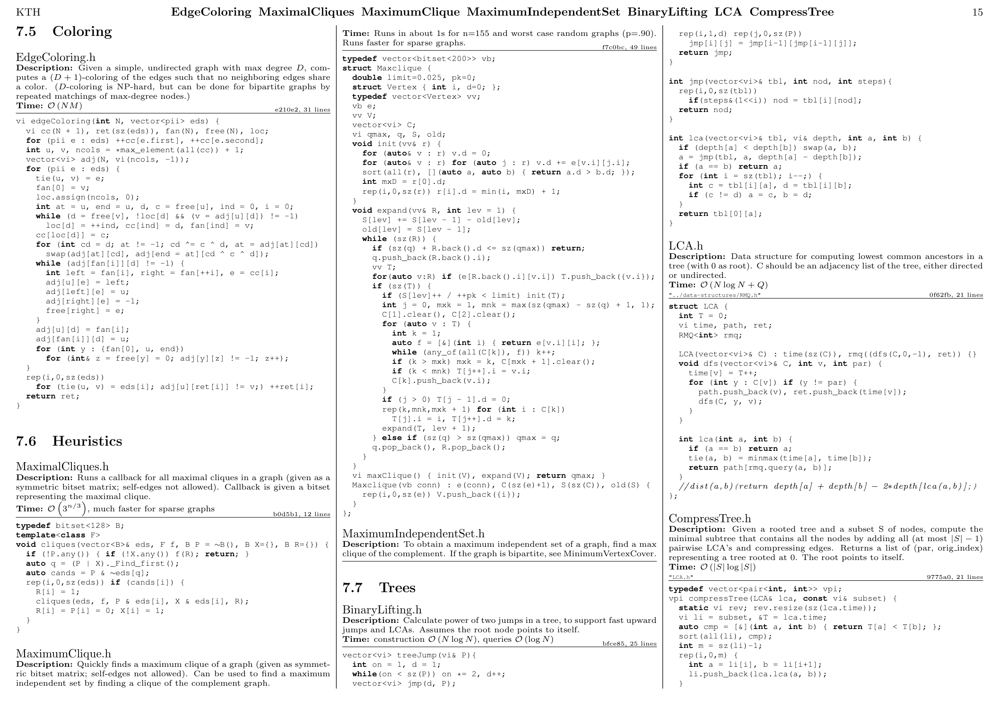 KTH
EdgeColoring MaximalCliques MaximumClique MaximumIndependentSet BinaryLifting LCA CompressTree
15
7.5 Coloring
EdgeColoring.h
Description: Given a simple, undirected graph with max degree D, com-
putes a (D + 1)-coloring of the edges such that no neighboring edges share
a color. (D-coloring is NP-hard, but can be done for bipartite graphs by
repeated matchings of max-degree nodes.)
Time: O (NM)
e210e2, 31 lines
vi edgeColoring(int N, vector<pii> eds) {
  vi cc(N + 1), ret(sz(eds)), fan(N), free(N), loc;
  for (pii e : eds) ++cc[e.first], ++cc[e.second];
  int u, v, ncols = *max_element(all(cc)) + 1;
  vector<vi> adj(N, vi(ncols, -1));
  for (pii e : eds) {
    tie(u, v) = e;
    fan[0] = v;
    loc.assign(ncols, 0);
    int at = u, end = u, d, c = free[u], ind = 0, i = 0;
    while (d = free[v], !loc[d] && (v = adj[u][d]) != -1)
      loc[d] = ++ind, cc[ind] = d, fan[ind] = v;
    cc[loc[d]] = c;
    for (int cd = d; at != -1; cd ^= c ^ d, at = adj[at][cd])
      swap(adj[at][cd], adj[end = at][cd ^ c ^ d]);
    while (adj[fan[i]][d] != -1) {
      int left = fan[i], right = fan[++i], e = cc[i];
      adj[u][e] = left;
      adj[left][e] = u;
      adj[right][e] = -1;
      free[right] = e;
    }
    adj[u][d] = fan[i];
    adj[fan[i]][d] = u;
    for (int y : {fan[0], u, end})
      for (int& z = free[y] = 0; adj[y][z] != -1; z++);
  }
  rep(i,0,sz(eds))
    for (tie(u, v) = eds[i]; adj[u][ret[i]] != v;) ++ret[i];
  return ret;
}
7.6 Heuristics
MaximalCliques.h
Description: Runs a callback for all maximal cliques in a graph (given as a
symmetric bitset matrix; self-edges not allowed). Callback is given a bitset
representing the maximal clique.
Time: O (3^{n/3}), much faster for sparse graphs
b0d5b1, 12 lines
typedef bitset<128> B;
template<class F>
void cliques(vector<B>& eds, F f, B P = ~B(), B X={}, B R={}) {
  if (!P.any()) { if (!X.any()) f(R); return; }
  auto q = (P | X)._Find_first();
  auto cands = P & ~eds[q];
  rep(i,0,sz(eds)) if (cands[i]) {
    R[i] = 1;
    cliques(eds, f, P & eds[i], X & eds[i], R);
    R[i] = P[i] = 0; X[i] = 1;
  }
}
MaximumClique.h
Description: Quickly finds a maximum clique of a graph (given as symmet-
ric bitset matrix; self-edges not allowed). Can be used to find a maximum
independent set by finding a clique of the complement graph.
Time: Runs in about 1s for n=155 and worst case random graphs (p=.90).
Runs faster for sparse graphs.
f7c0bc, 49 lines
typedef vector<bitset<200>> vb;
struct Maxclique {
  double limit=0.025, pk=0;
  struct Vertex { int i, d=0; };
  typedef vector<Vertex> vv;
  vb e;
  vv V;
  vector<vi> C;
  vi qmax, q, S, old;
  void init(vv& r) {
    for (auto& v : r) v.d = 0;
    for (auto& v : r) for (auto j : r) v.d += e[v.i][j.i];
    sort(all(r), [](auto a, auto b) { return a.d > b.d; });
    int mxD = r[0].d;
    rep(i,0,sz(r)) r[i].d = min(i, mxD) + 1;
  }
  void expand(vv& R, int lev = 1) {
    S[lev] += S[lev - 1] - old[lev];
    old[lev] = S[lev - 1];
    while (sz(R)) {
      if (sz(q) + R.back().d <= sz(qmax)) return;
      q.push_back(R.back().i);
      vv T;
      for(auto v:R) if (e[R.back().i][v.i]) T.push_back({v.i});
      if (sz(T)) {
        if (S[lev]++ / ++pk < limit) init(T);
        int j = 0, mxk = 1, mnk = max(sz(qmax) - sz(q) + 1, 1);
        C[1].clear(), C[2].clear();
        for (auto v : T) {
          int k = 1;
          auto f = [&](int i) { return e[v.i][i]; };
          while (any_of(all(C[k]), f)) k++;
          if (k > mxk) mxk = k, C[mxk + 1].clear();
          if (k < mnk) T[j++].i = v.i;
          C[k].push_back(v.i);
        }
        if (j > 0) T[j - 1].d = 0;
        rep(k,mnk,mxk + 1) for (int i : C[k])
          T[j].i = i, T[j++].d = k;
        expand(T, lev + 1);
      } else if (sz(q) > sz(qmax)) qmax = q;
      q.pop_back(), R.pop_back();
    }
  }
  vi maxClique() { init(V), expand(V); return qmax; }
  Maxclique(vb conn) : e(conn), C(sz(e)+1), S(sz(C)), old(S) {
    rep(i,0,sz(e)) V.push_back({i});
  }
};
MaximumIndependentSet.h
Description: To obtain a maximum independent set of a graph, find a max
clique of the complement. If the graph is bipartite, see MinimumVertexCover.
7.7 Trees
BinaryLifting.h
Description: Calculate power of two jumps in a tree, to support fast upward
jumps and LCAs. Assumes the root node points to itself.
Time: construction O (N log N), queries O (log N)
bfce85, 25 lines
vector<vi> treeJump(vi& P){
  int on = 1, d = 1;
  while(on < sz(P)) on *= 2, d++;
  vector<vi> jmp(d, P);
  rep(i,1,d) rep(j,0,sz(P))
    jmp[i][j] = jmp[i-1][jmp[i-1][j]];
  return jmp;
}
int jmp(vector<vi>& tbl, int nod, int steps){
  rep(i,0,sz(tbl))
    if(steps&(1<<i)) nod = tbl[i][nod];
  return nod;
}
int lca(vector<vi>& tbl, vi& depth, int a, int b) {
  if (depth[a] < depth[b]) swap(a, b);
  a = jmp(tbl, a, depth[a] - depth[b]);
  if (a == b) return a;
  for (int i = sz(tbl); i--;) {
    int c = tbl[i][a], d = tbl[i][b];
    if (c != d) a = c, b = d;
  }
  return tbl[0][a];
}
LCA.h
Description: Data structure for computing lowest common ancestors in a
tree (with 0 as root). C should be an adjacency list of the tree, either directed
or undirected.
Time: O (N log N + Q)
"../data-structures/RMQ.h"
0f62fb, 21 lines
struct LCA {
  int T = 0;
  vi time, path, ret;
  RMQ<int> rmq;
  LCA(vector<vi>& C) : time(sz(C)), rmq((dfs(C,0,-1), ret)) {}
  void dfs(vector<vi>& C, int v, int par) {
    time[v] = T++;
    for (int y : C[v]) if (y != par) {
      path.push_back(v), ret.push_back(time[v]);
      dfs(C, y, v);
    }
  }
  int lca(int a, int b) {
    if (a == b) return a;
    tie(a, b) = minmax(time[a], time[b]);
    return path[rmq.query(a, b)];
  }
  //dist(a,b){return depth[a] + depth[b] − 2*depth[lca(a,b)];}
};
CompressTree.h
Description: Given a rooted tree and a subset S of nodes, compute the
minimal subtree that contains all the nodes by adding all (at most |S| − 1)
pairwise LCA's and compressing edges. Returns a list of (par, orig_index)
representing a tree rooted at 0. The root points to itself.
Time: O (|S| log |S|)
"LCA.h"
9775a0, 21 lines
typedef vector<pair<int, int>> vpi;
vpi compressTree(LCA& lca, const vi& subset) {
  static vi rev; rev.resize(sz(lca.time));
  vi li = subset, &T = lca.time;
  auto cmp = [&](int a, int b) { return T[a] < T[b]; };
  sort(all(li), cmp);
  int m = sz(li)-1;
  rep(i,0,m) {
    int a = li[i], b = li[i+1];
    li.push_back(lca.lca(a, b));
  }